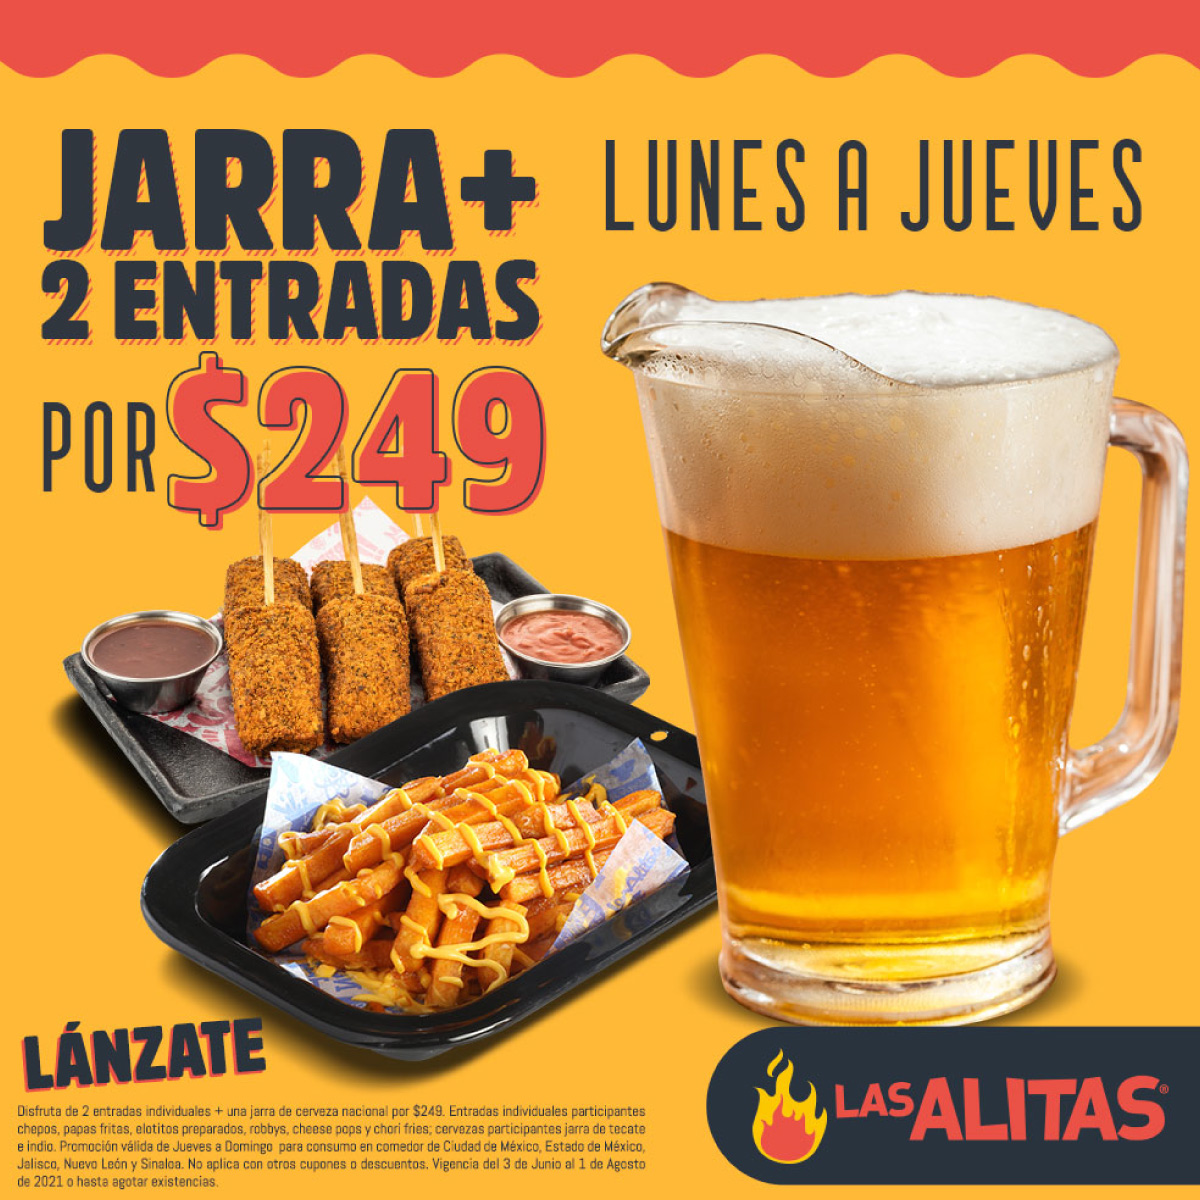 JARRA+
2 ENTRADAS
POR $249
LUNES A JUEVES
LÁNZATE
Disfruta de 2 entradas individuales + una jarra de cerveza nacional por $249. Entradas individuales participantes
chepos, papas fritas, elotitos preparados, robbys, cheese pops y chori fries; cervezas participantes jarra de tecate
e indio. Promoción válida de Jueves a Domingo para consumo en comedor de Ciudad de México, Estado de México,
Jalisco, Nuevo León y Sinaloa. No aplica con otros cupones o descuentos. Vigencia del 3 de Junio al 1 de Agosto
de 2021 o hasta agotar existencias.
LAS ALITAS®